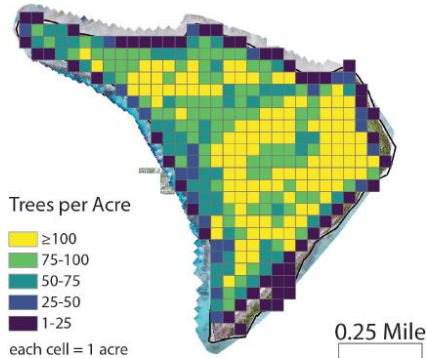 Trees per Acre
≥100
75-100
50-75
25-50
1-25
each cell = 1 acre
0.25 Mile